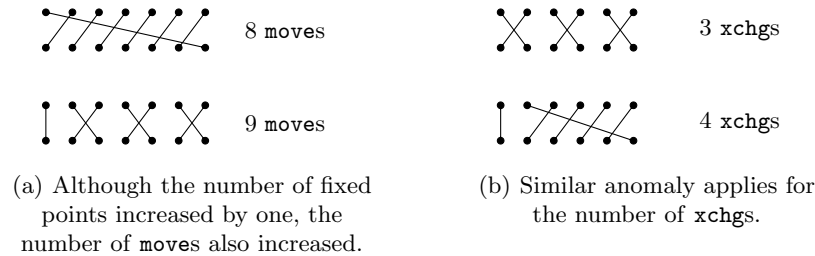 8 moves
3 xchgs
9 moves
4 xchgs
(a) Although the number of fixed
points increased by one, the
number of moves also increased.
(b) Similar anomaly applies for
the number of xchgs.